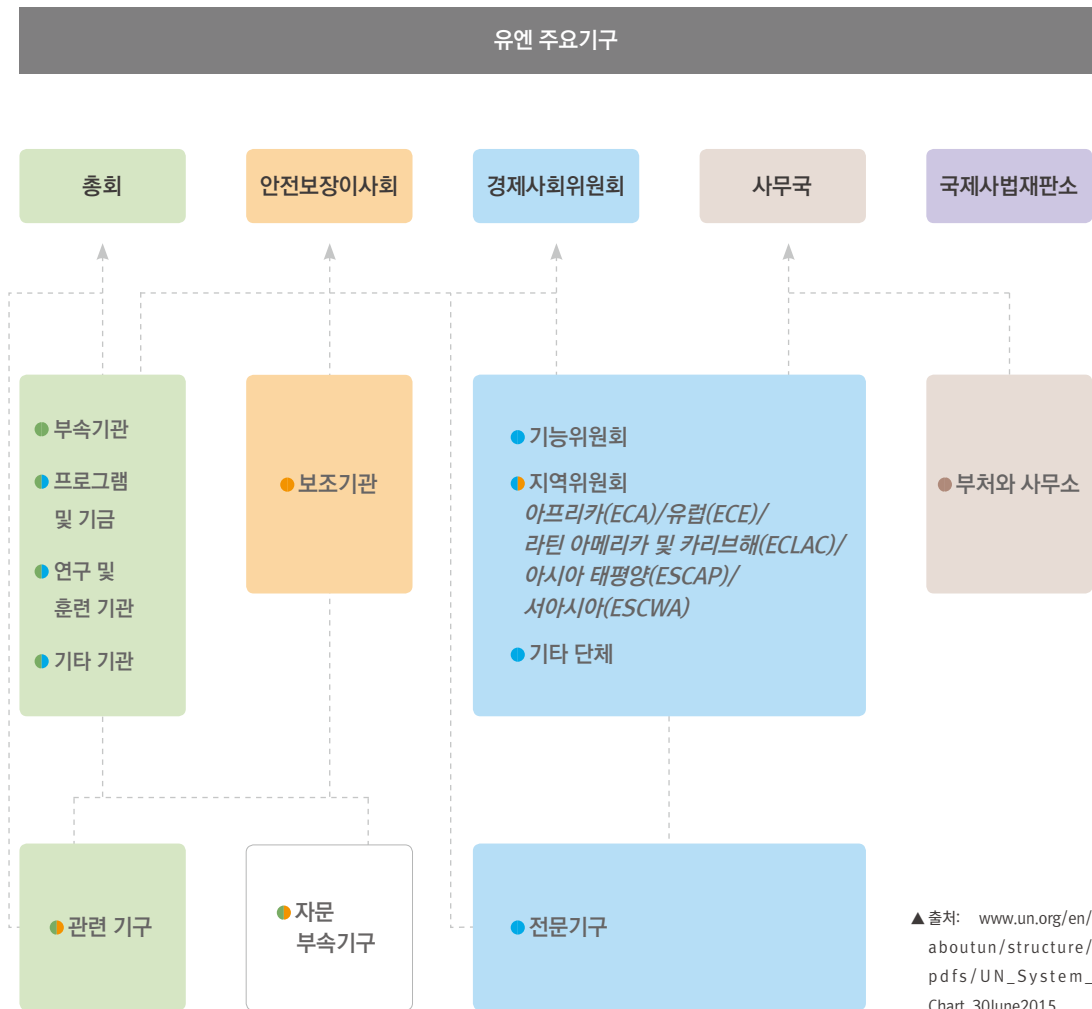 유엔 주요기구
총회
안전보장이사회
경제사회위원회
사무국
국제사법재판소
부속기관
프로그램
및 기금
연구 및
훈련 기관
기타 기관
보조기관
기능위원회
지역위원회
아프리카(ECA)/유럽(ECE)/
라틴 아메리카 및 카리브해(ECLAC)/
아시아 태평양(ESCAP)/
서아시아(ESCWA)
기타 단체
부처와 사무소
관련 기구
자문
부속기구
전문기구
▲ 출처: www.un.org/en/
aboutun/structure/
pdfs/UN_System_
Chart_30June2015